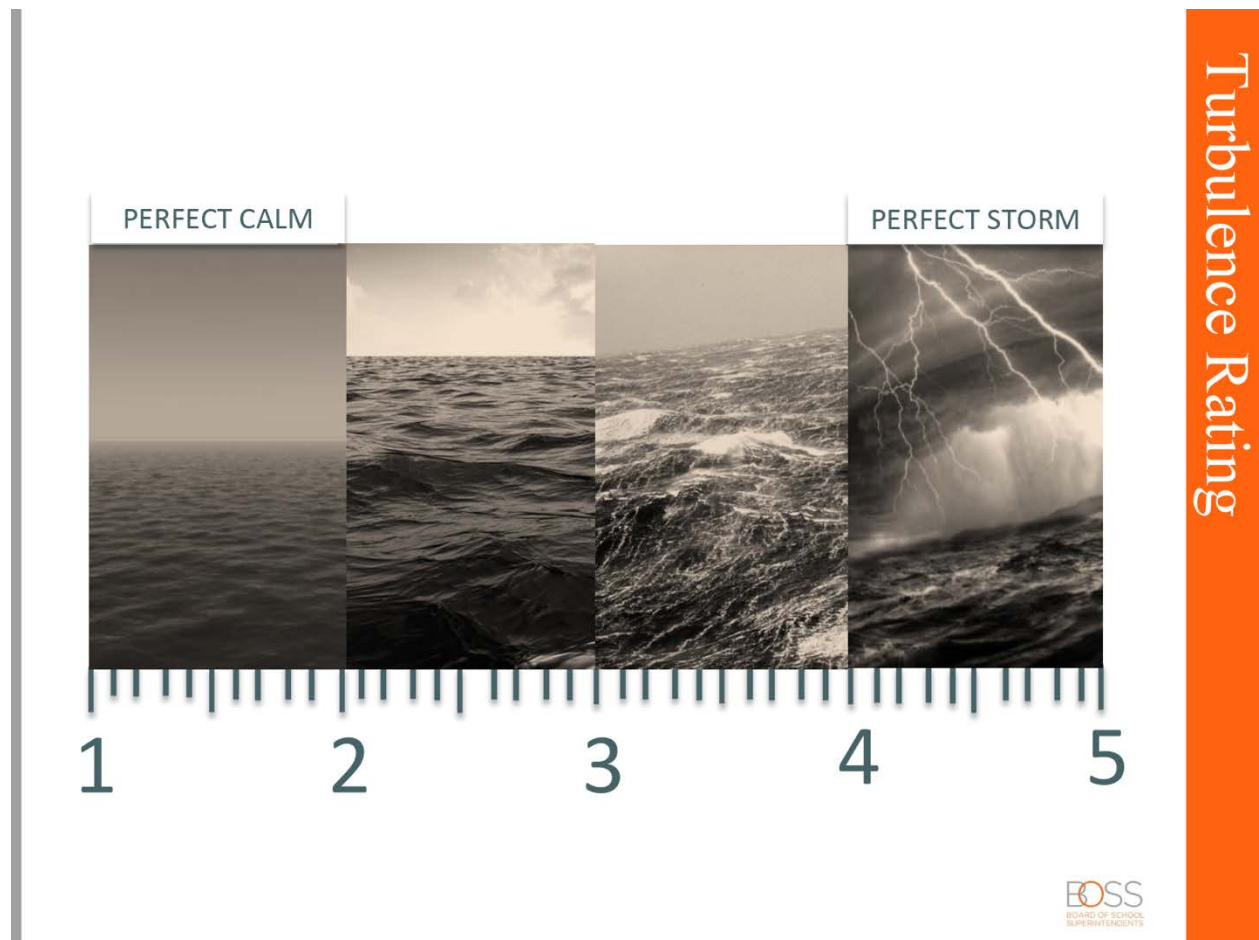 Turbulence Rating
PERFECT CALM
PERFECT STORM
1
2
3
4
5
BOSS
BOARD OF SCHOOL
SUPERINTENDENTS